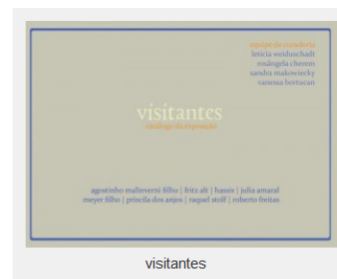 equipe de curadoria
letícia weiduschadt
rosângela cherem
sandra makowiecky
vanessa bortucan
visitantes
catálogo da exposição
agostinho malinverni filho | fritz alt | hassis | julia amaral
meyer filho | priscila dos anjos | raquel stolf | roberto freitas
visitantes